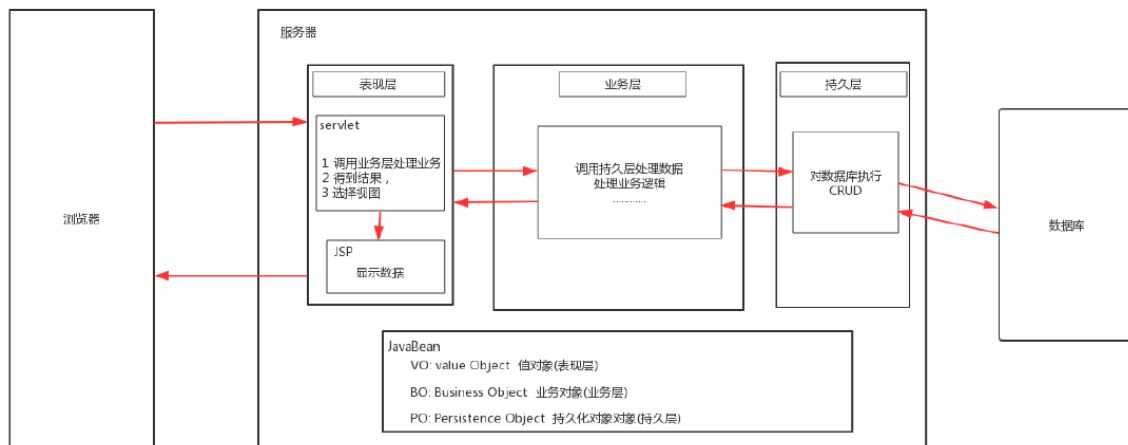 服务器
表现层
业务层
持久层
servlet
1 调用业务层处理业务
2 得到结果，
3 选择视图
调用持久层处理数据
处理业务逻辑
............
对数据库执行
CRUD
浏览器
数据库
JSP
显示数据
JavaBean
VO: value Object 值对象(表现层)
BO: Business Object 业务对象(业务层)
PO: Persistence Object 持久化对象对象(持久层)